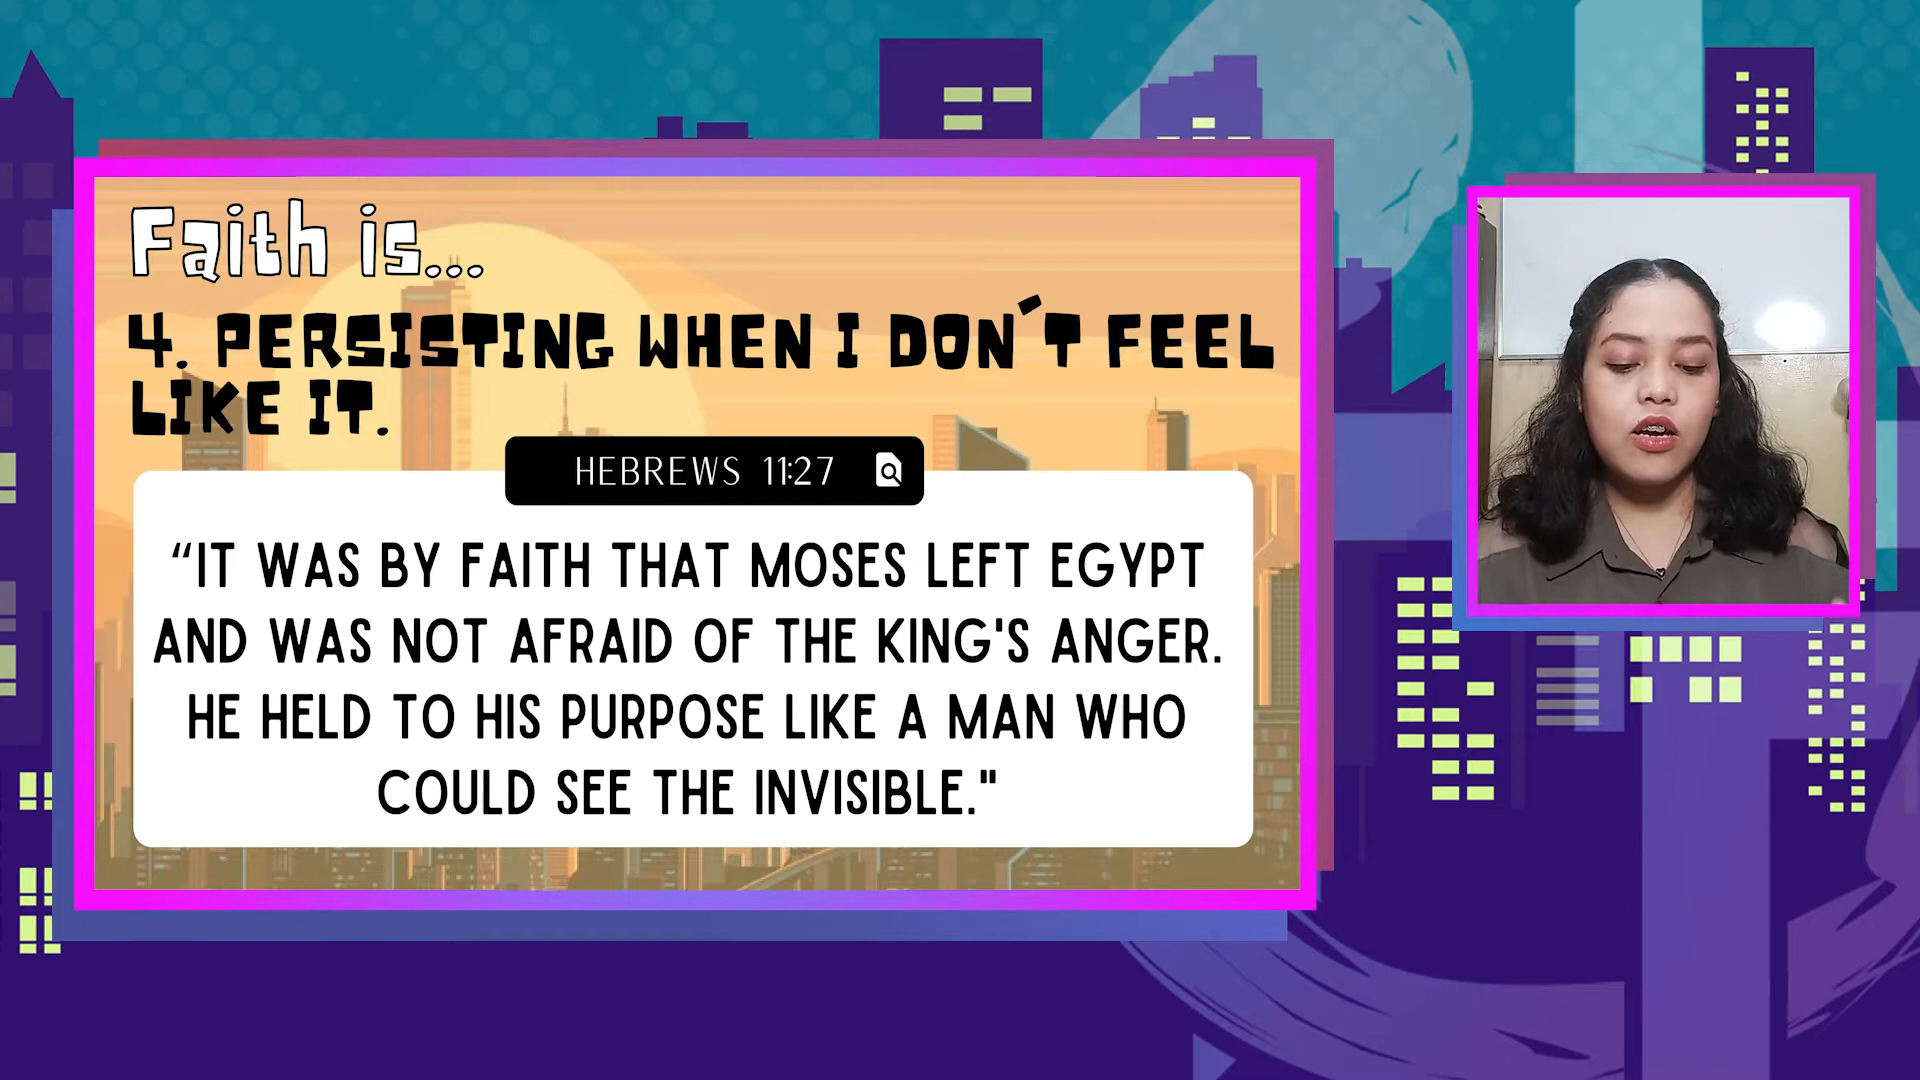 Faith is...
4. PERSISTING WHEN I DON´T FEEL
LIKE IT.
HEBREWS 11:27
“IT WAS BY FAITH THAT MOSES LEFT EGYPT
AND WAS NOT AFRAID OF THE KING'S ANGER.
HE HELD TO HIS PURPOSE LIKE A MAN WHO
COULD SEE THE INVISIBLE."